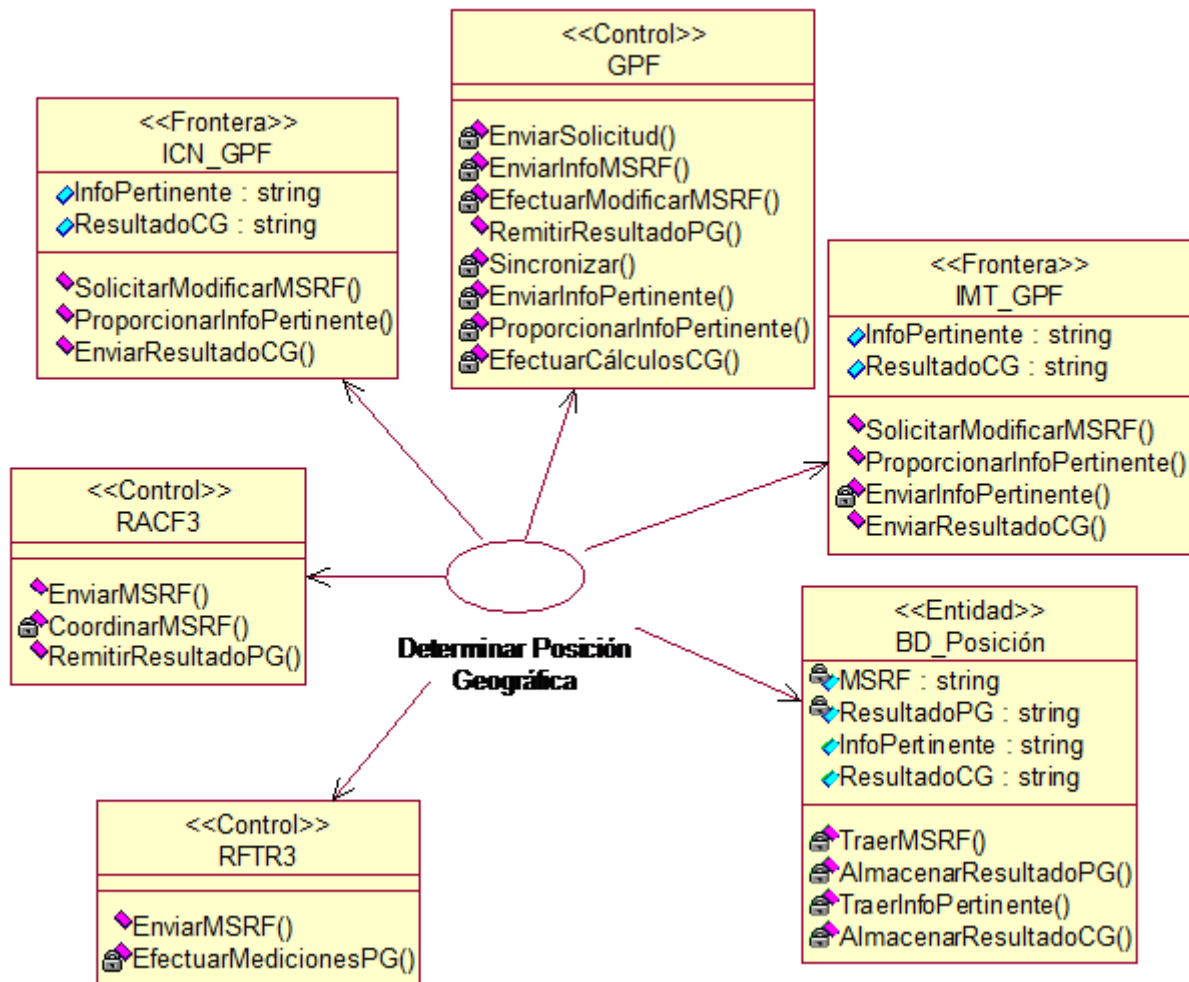 <<Control>>
GPF
EnviarSolicitud()
EnviarInfoMSRF()
EfectuarModificarMSRF()
RemitirResultadoPG()
Sincronizar()
EnviarInfoPertinente()
ProporcionarInfoPertinente()
EfectuarCálculosCG()
<<Frontera>>
ICN_GPF
InfoPertinente : string
ResultadoCG : string
SolicitarModificarMSRF()
ProporcionarInfoPertinente()
EnviarResultadoCG()
<<Frontera>>
IMT_GPF
InfoPertinente : string
ResultadoCG : string
SolicitarModificarMSRF()
ProporcionarInfoPertinente()
EnviarInfoPertinente()
EnviarResultadoCG()
<<Control>>
RACF3
EnviarMSRF()
CoordinarMSRF()
RemitirResultadoPG()
Determinar Posición
Geográfica
<<Entidad>>
BD_Posición
MSRF : string
ResultadoPG : string
InfoPertinente : string
ResultadoCG : string
TraerMSRF()
AlmacenarResultadoPG()
TraerInfoPertinente()
AlmacenarResultadoCG()
<<Control>>
RFTR3
EnviarMSRF()
EfectuarMedicionesPG()